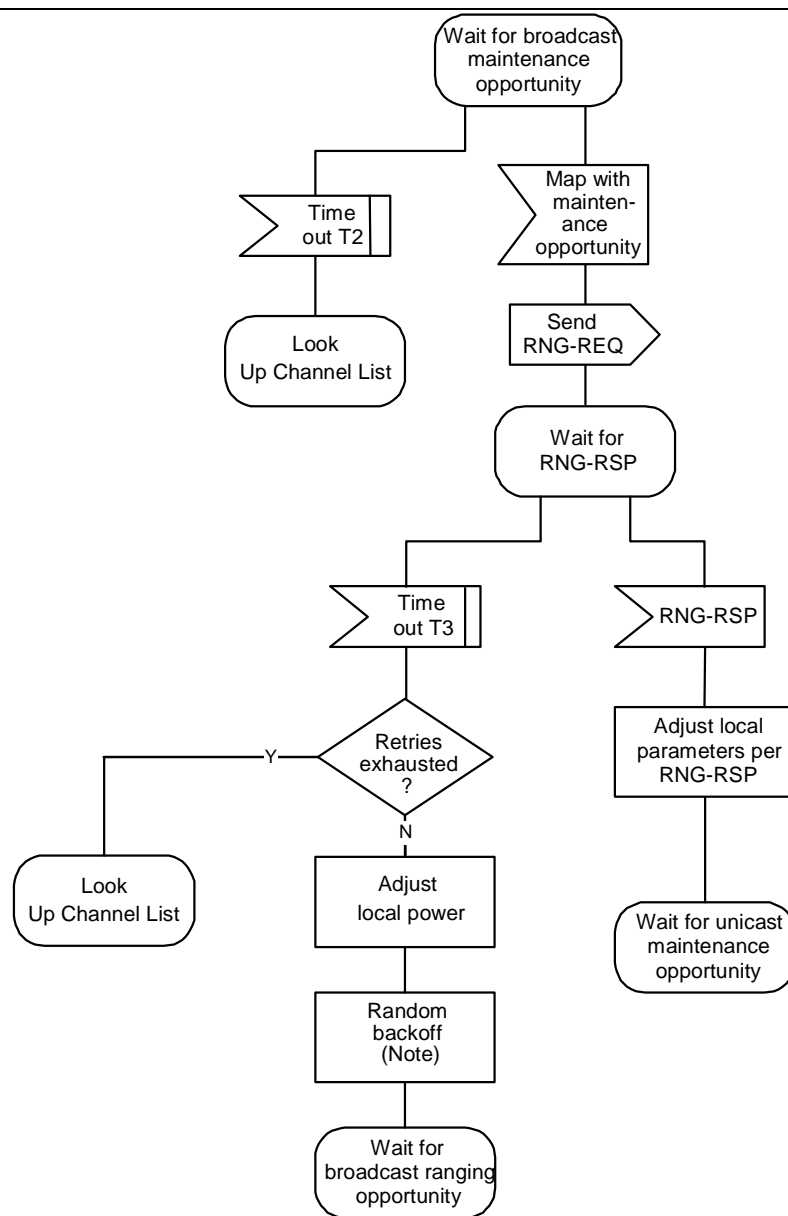 Wait for broadcast
maintenance
opportunity
Time
out T2
Map with
mainten-
ance
opportunity
Look
Up Channel List
Send
RNG-REQ
Wait for
RNG-RSP
Time
out T3
RNG-RSP
Retries
exhausted
?
Y
N
Adjust local
parameters per
RNG-RSP
Look
Up Channel List
Adjust
local power
Wait for unicast
maintenance
opportunity
Random
backoff
(Note)
Wait for
broadcast ranging
opportunity